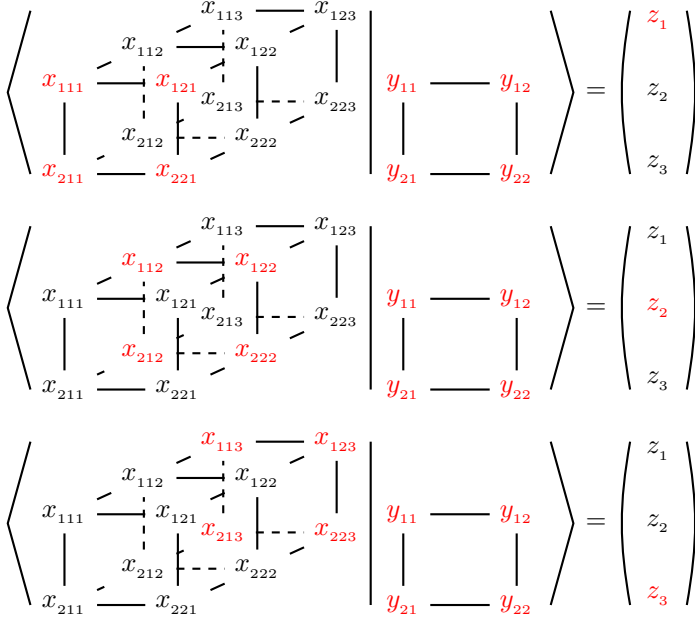 x₁₁₃ x₁₂₃ z₁
x₁₁₂ x₁₂₂
x₁₁₁ x₁₂₁ y₁₁ y₁₂
x₂₁₃ x₂₂₃ = z₂
x₂₁₂ x₂₂₂
x₂₁₁ x₂₂₁ y₂₁ y₂₂ z₃
x₁₁₃ x₁₂₃ z₁
x₁₁₂ x₁₂₂
x₁₁₁ x₁₂₁ y₁₁ y₁₂
x₂₁₃ x₂₂₃ = z₂
x₂₁₂ x₂₂₂
x₂₁₁ x₂₂₁ y₂₁ y₂₂ z₃
x₁₁₃ x₁₂₃ z₁
x₁₁₂ x₁₂₂
x₁₁₁ x₁₂₁ y₁₁ y₁₂
x₂₁₃ x₂₂�3 = z₂
x₂₁₂ x₂₂₂
x₂₁₁ x₂₂₁ y₂₁ y₂₂ z₃